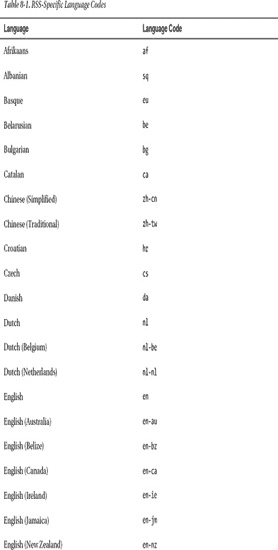 Table 8-1. RSS-Specific Language Codes
Language Language Code
Afrikaans af
Albanian sq
Basque eu
Belarusian be
Bulgarian bg
Catalan ca
Chinese (Simplified) zh-cn
Chinese (Traditional) zh-tw
Croatian hr
Czech cs
Danish da
Dutch nl
Dutch (Belgium) nl-be
Dutch (Netherlands) nl-nl
English en
English (Australia) en-au
English (Belize) en-bz
English (Canada) en-ca
English (Ireland) en-ie
English (Jamaica) en-jm
English (New Zealand) en-nz